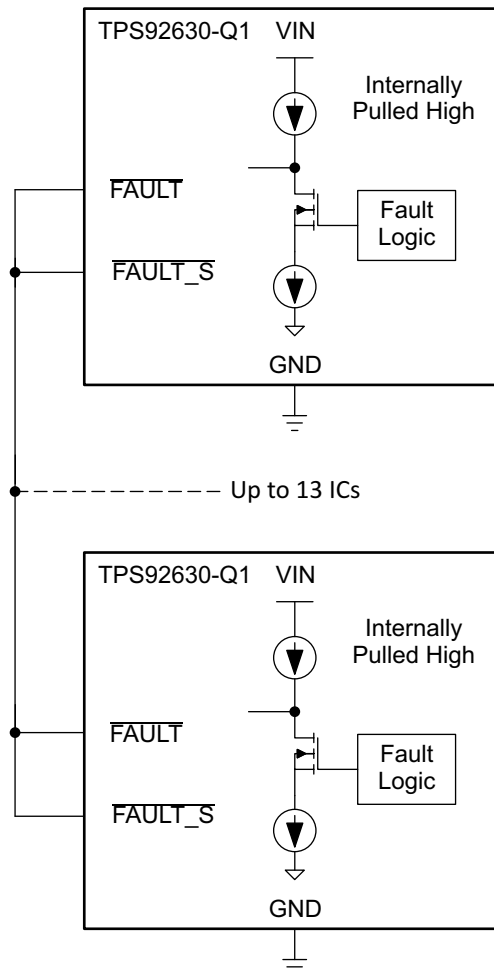 TPS92630-Q1 VIN
Internally
Pulled High
FAULT
Fault
Logic
FAULT_S
GND
Up to 13 ICs
TPS92630-Q1 VIN
Internally
Pulled High
FAULT
Fault
Logic
FAULT_S
GND